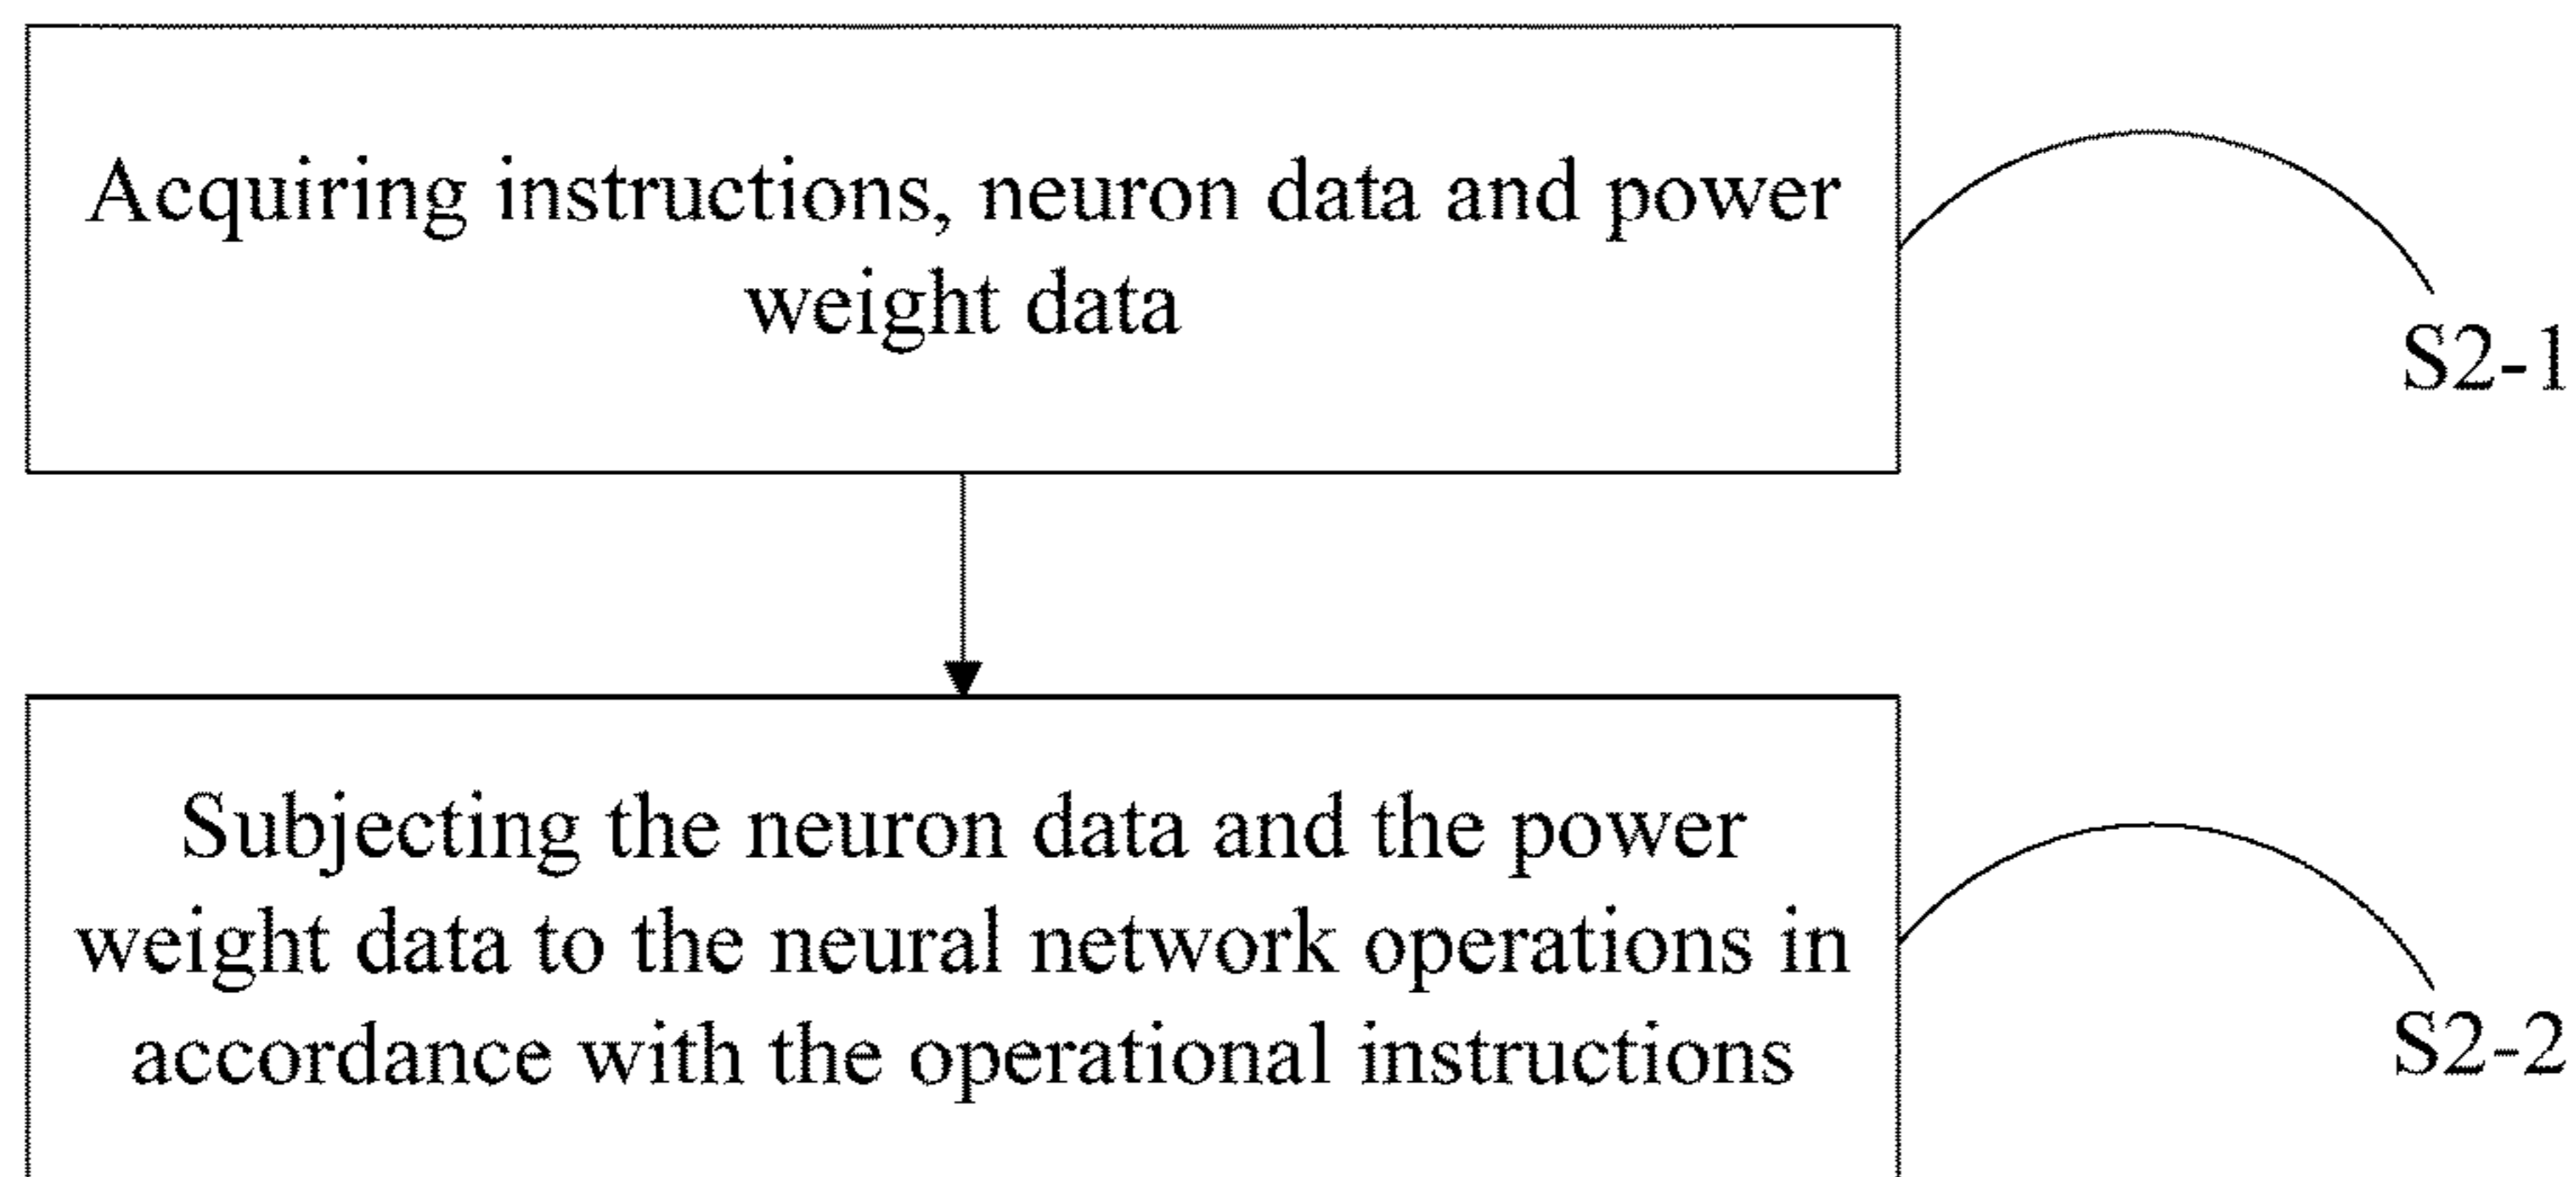 Acquiring instructions, neuron data and power
weight data
S2-1
Subjecting the neuron data and the power
weight data to the neural network operations in
accordance with the operational instructions
S2-2